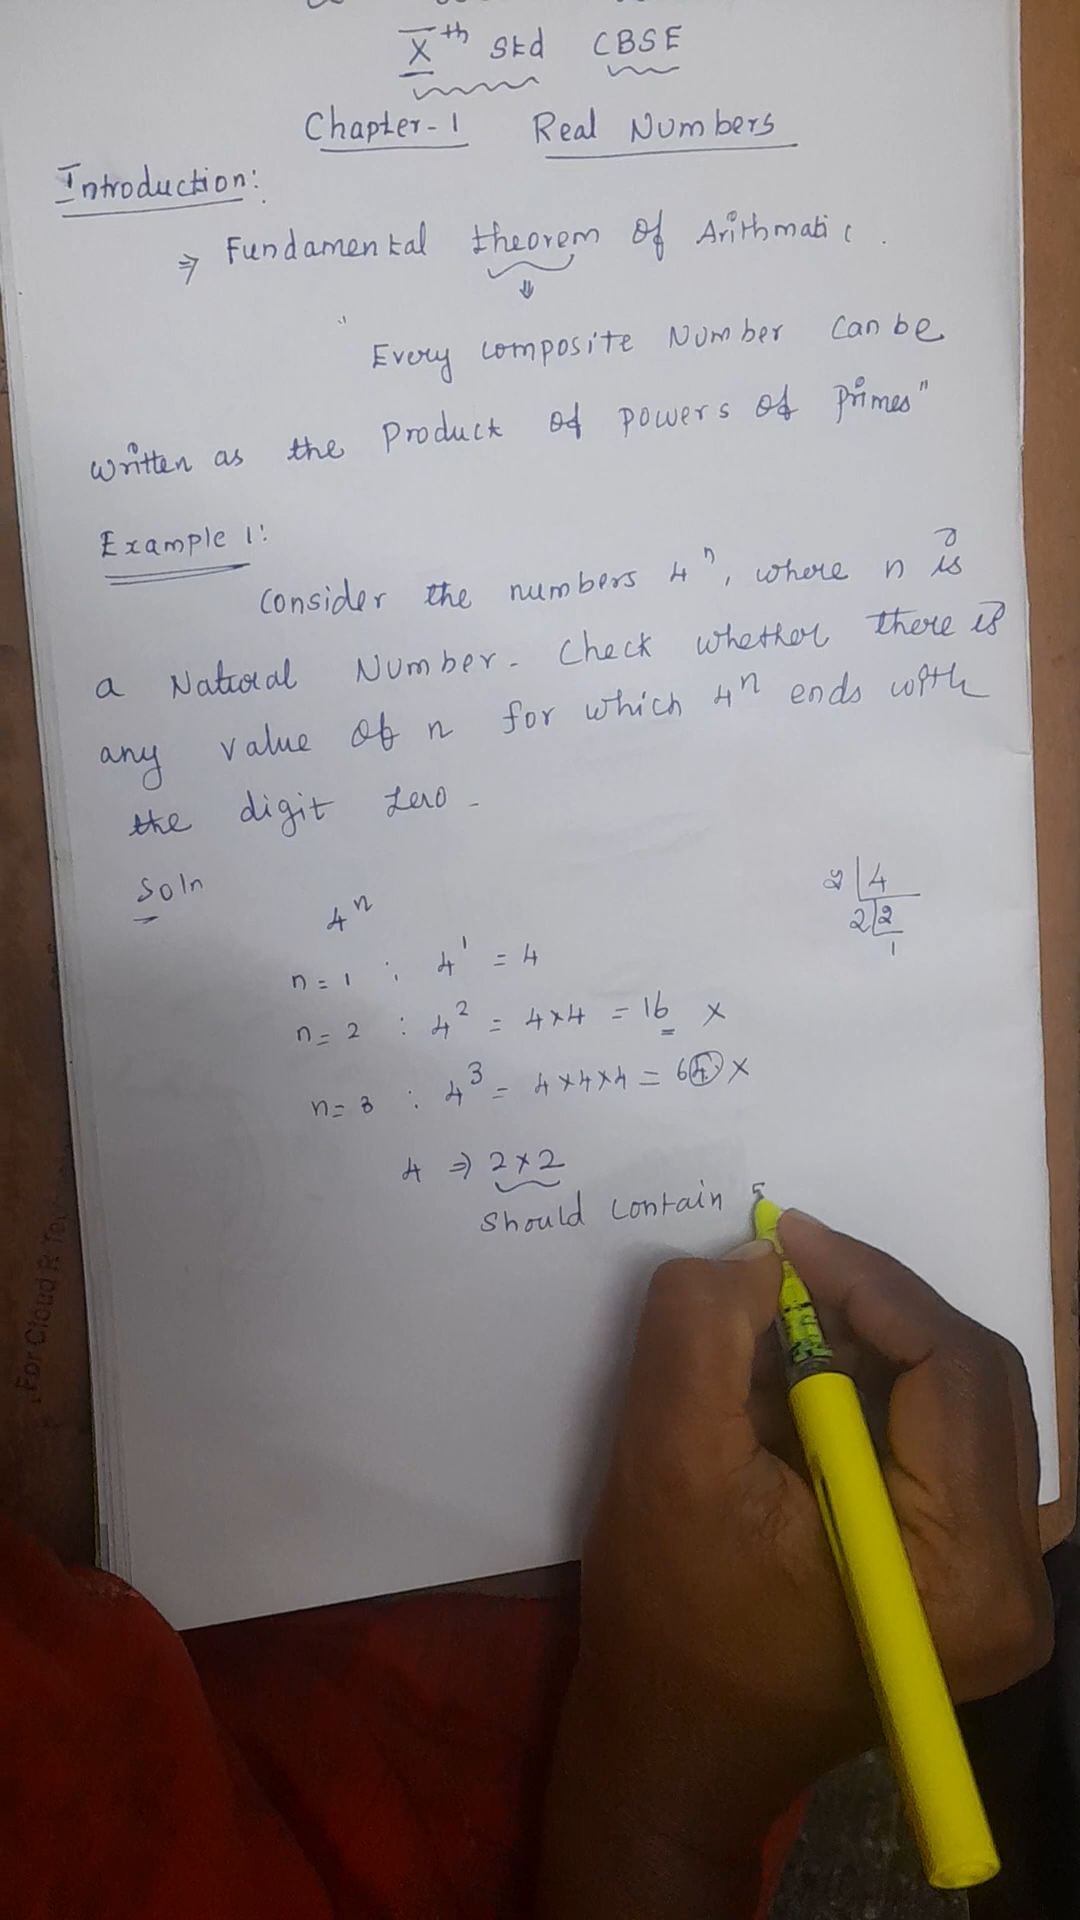 Xth Std CBSE
Chapter-1 Real Numbers
Introduction:
⇒ Fundamental theorem of Arithmatic.
⇓
"Every composite Number can be
written as the Product of powers of Primes"
Example 1:
Consider the numbers 4ⁿ, where n is
a Natural Number. Check whether there is
any value of n for which 4ⁿ ends with
the digit zero.
Soln
4ⁿ
2 | 4
2 | 2
1
n = 1 : 4¹ = 4
n = 2 : 4² = 4×4 = 16 ×
n = 3 : 4³ = 4×4×4 = 64 ×
4 ⇒ 2×2
Should contain 5
For Cloud R